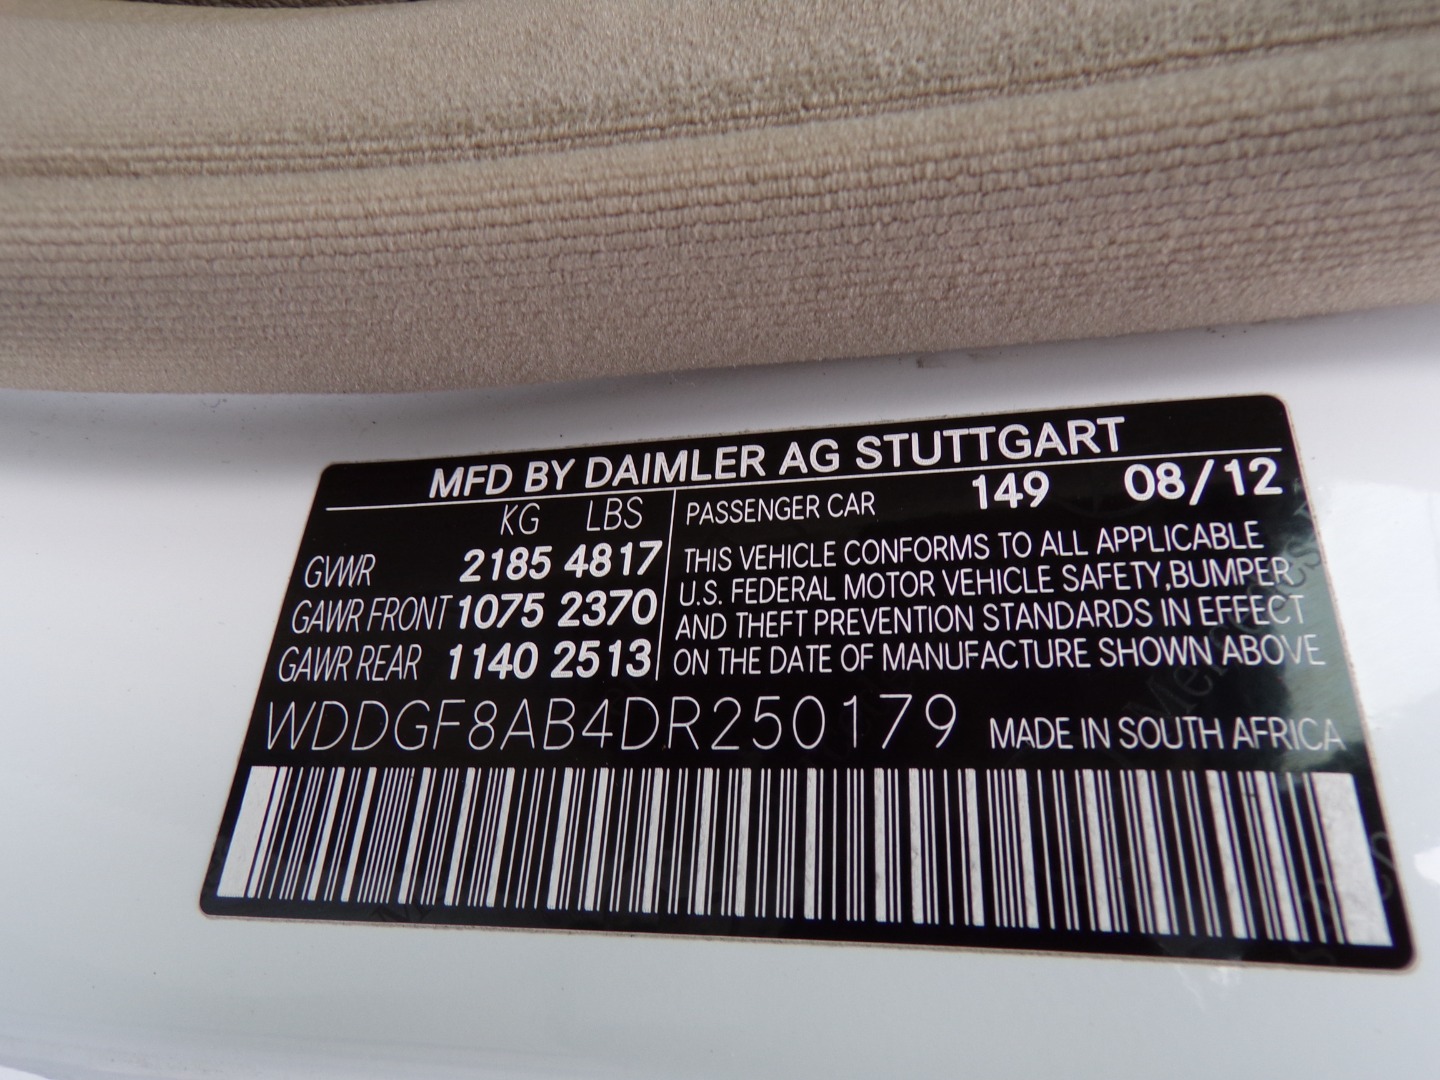 MFD BY DAIMLER AG STUTTGART
KG LBS
GVWR 2185 4817
GAWR FRONT 1075 2370
GAWR REAR 1140 2513
PASSENGER CAR 149 08/12
THIS VEHICLE CONFORMS TO ALL APPLICABLE
U.S. FEDERAL MOTOR VEHICLE SAFETY, BUMPER
AND THEFT PREVENTION STANDARDS IN EFFECT
ON THE DATE OF MANUFACTURE SHOWN ABOVE
WDDGF8AB4DR250179 MADE IN SOUTH AFRICA